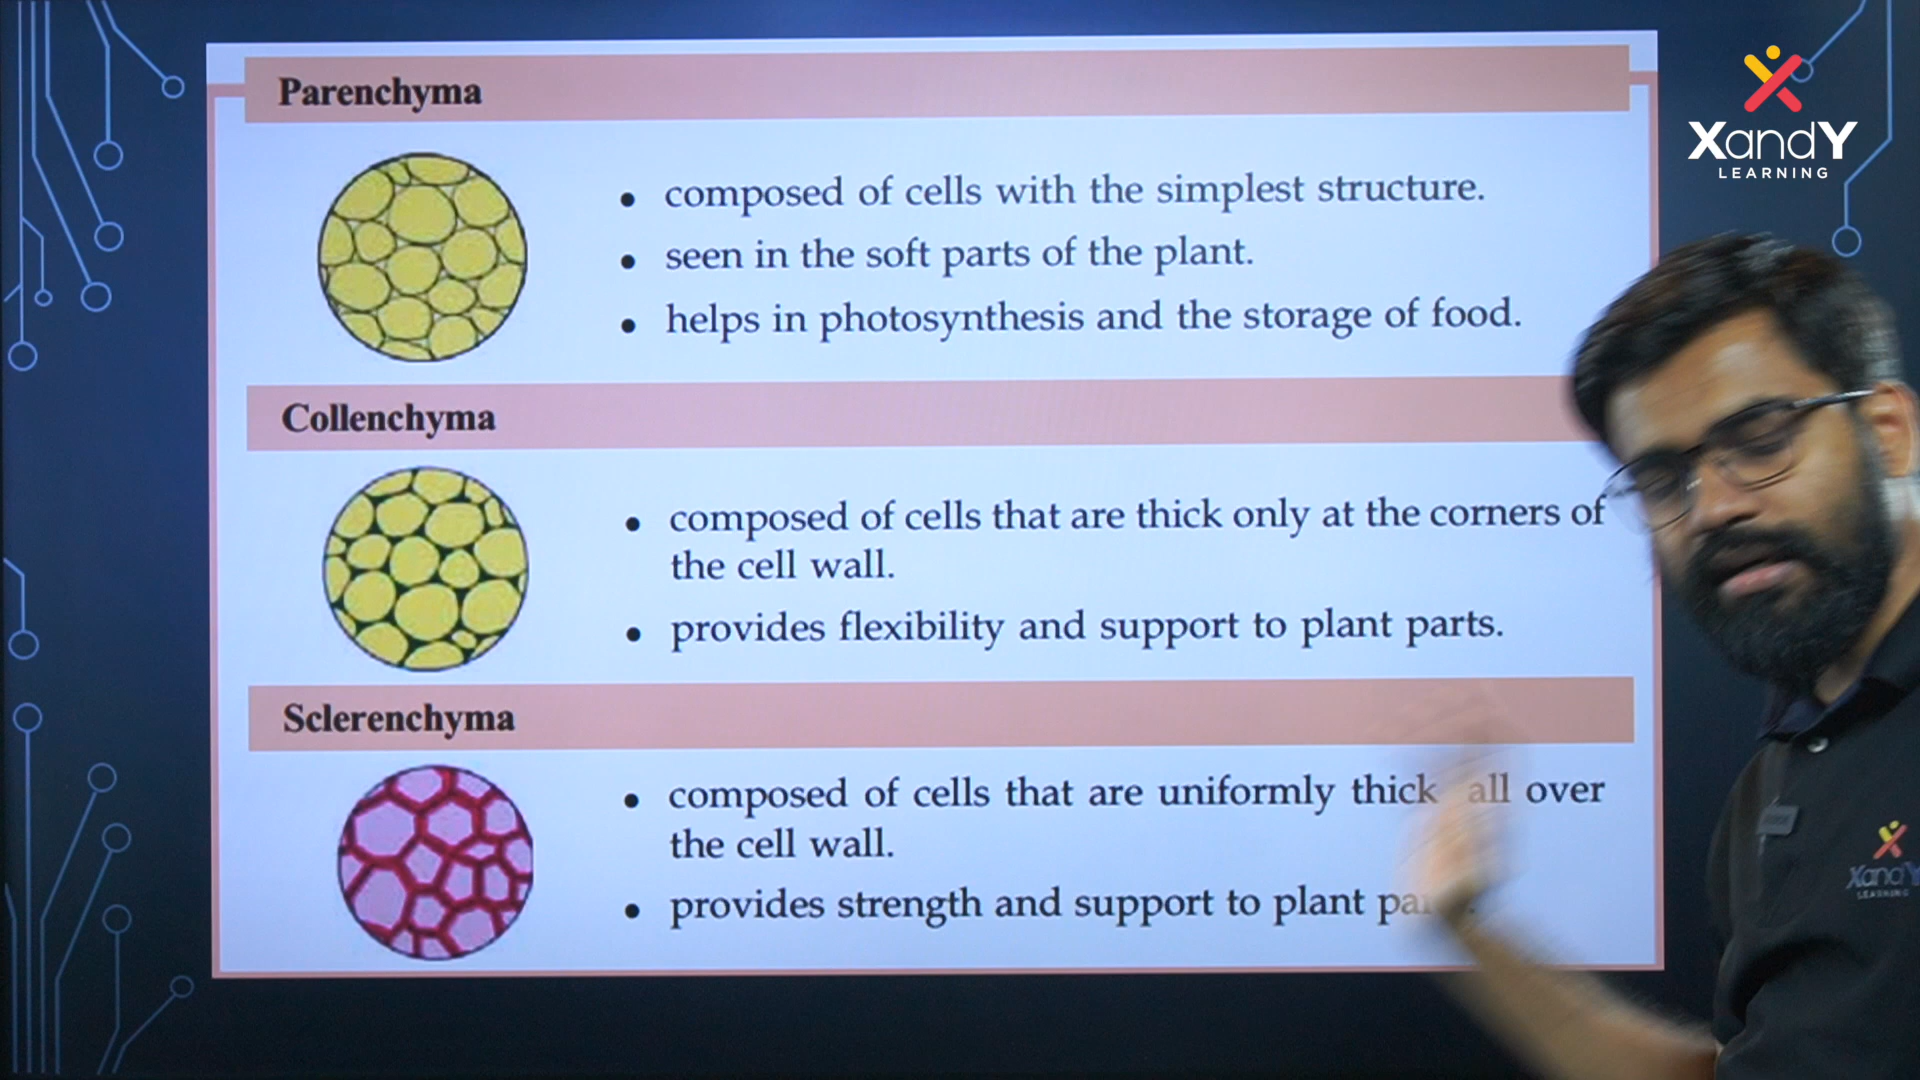 Parenchyma
• composed of cells with the simplest structure.
• seen in the soft parts of the plant.
• helps in photosynthesis and the storage of food.
Collenchyma
• composed of cells that are thick only at the corners of
the cell wall.
• provides flexibility and support to plant parts.
Sclerenchyma
• composed of cells that are uniformly thick all over
the cell wall.
• provides strength and support to plant
XandY
LEARNING
XandY
LEARNING